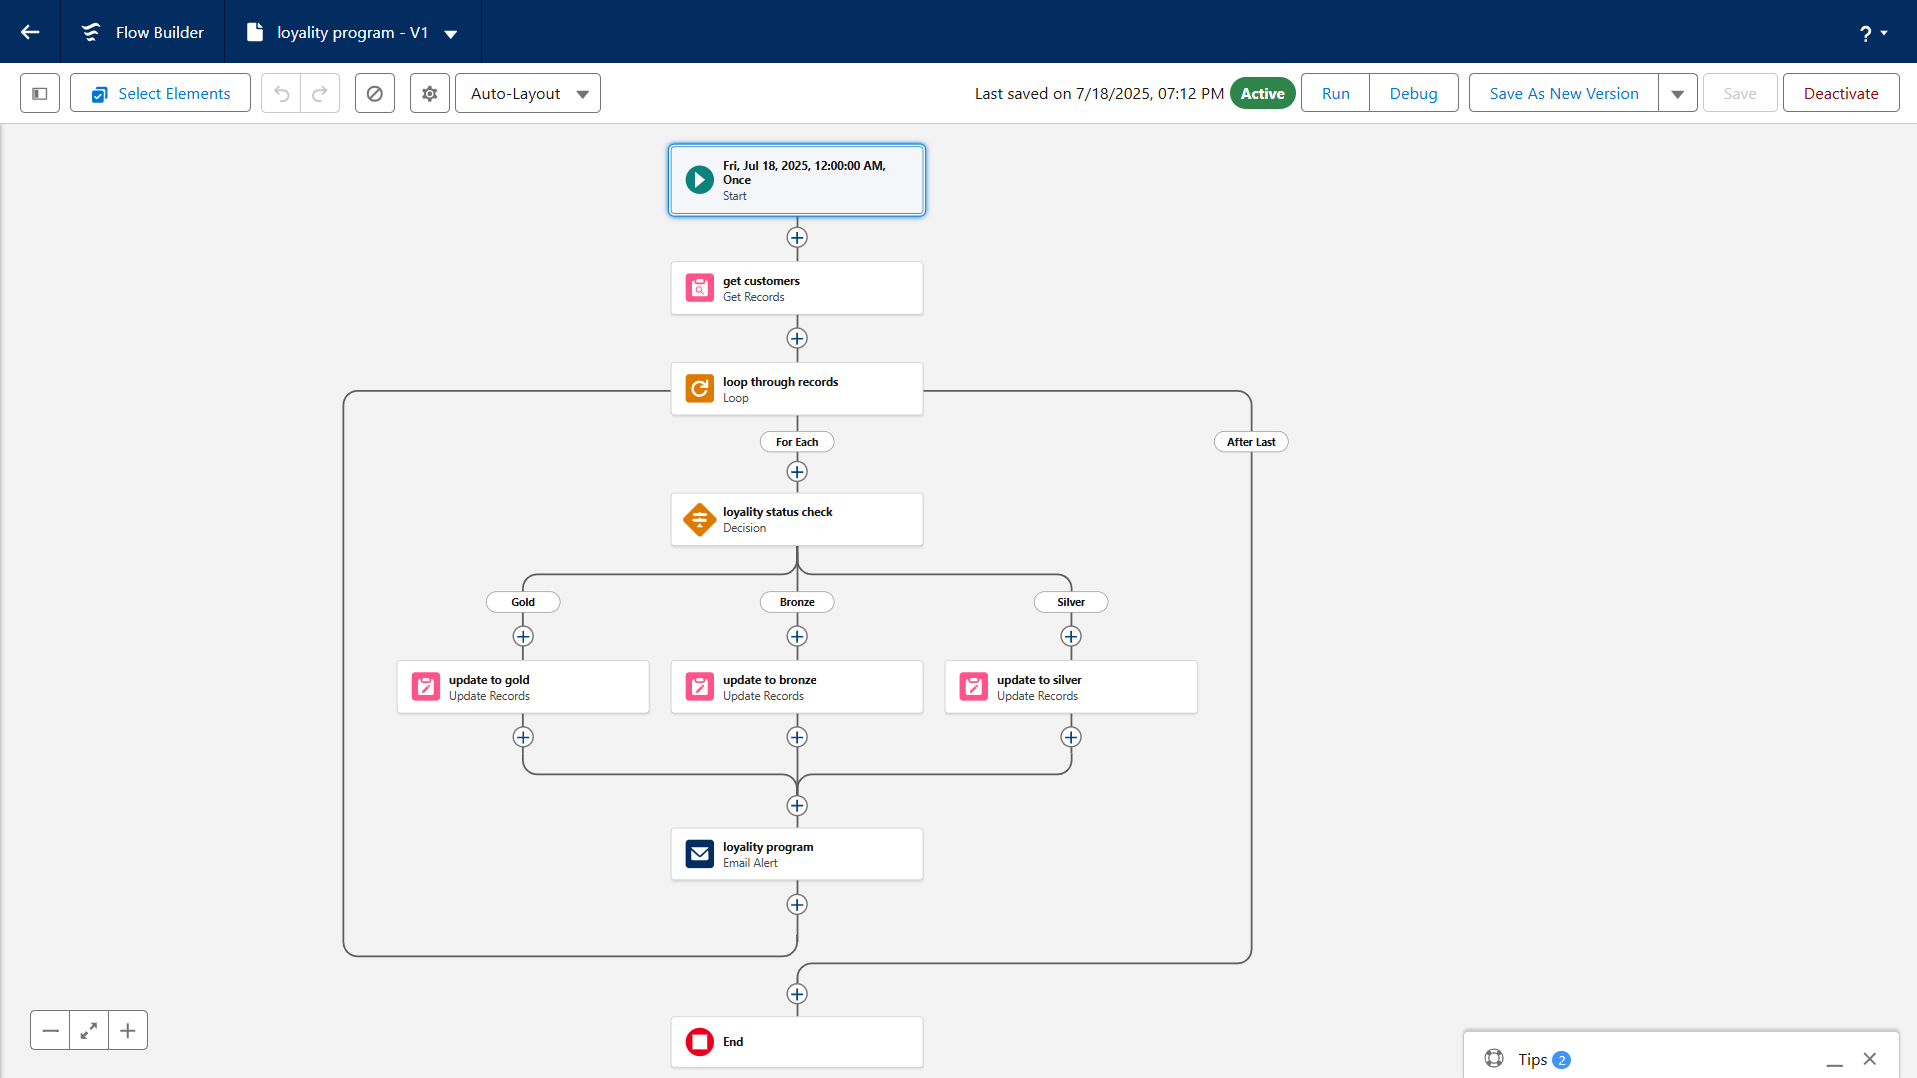 Flow Builder
loyality program - V1
?
Select Elements
Auto-Layout
Last saved on 7/18/2025, 07:12 PM
Active
Run
Debug
Save As New Version
Save
Deactivate
Fri, Jul 18, 2025, 12:00:00 AM,
Once
Start
get customers
Get Records
loop through records
Loop
For Each
After Last
loyality status check
Decision
Gold
Bronze
Silver
update to gold
Update Records
update to bronze
Update Records
update to silver
Update Records
loyality program
Email Alert
End
Tips 2